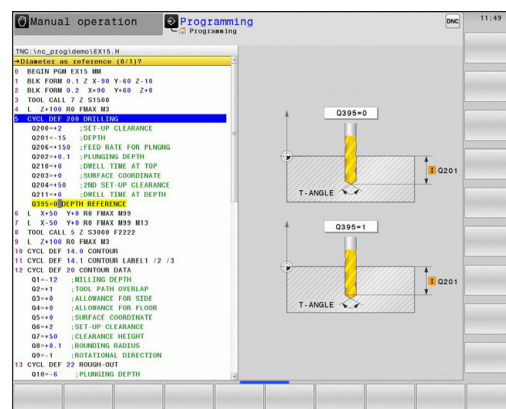 Manual operation
Programming
Programming
DNC
11:49
TNC:\nc_prog\demo\EX15.H
→Diameter as reference (0/1)?
0 BEGIN PGM EX15 MM
1 BLK FORM 0.1 Z X-90 Y-60 Z-10
2 BLK FORM 0.2 X+90 Y+60 Z+0
3 TOOL CALL 7 Z S1500
4 L Z+100 R0 FMAX M3
5 CYCL DEF 200 DRILLING
Q200=+2 ;SET-UP CLEARANCE
Q201=-15 ;DEPTH
Q206=+150 ;FEED RATE FOR PLNGNG
Q202=+0.1 ;PLUNGING DEPTH
Q210=+0 ;DWELL TIME AT TOP
Q203=+0 ;SURFACE COORDINATE
Q204=+50 ;2ND SET-UP CLEARANCE
Q211=+0 ;DWELL TIME AT DEPTH
Q395=0 DEPTH REFERENCE
6 L X+50 Y+0 R0 FMAX M99
7 L X-50 Y+0 R0 FMAX M99 M13
8 TOOL CALL 5 Z S3000 F2222
9 L Z+100 R0 FMAX M3
10 CYCL DEF 14.0 CONTOUR
11 CYCL DEF 14.1 CONTOUR LABEL1 /2 /3
12 CYCL DEF 20 CONTOUR DATA
Q1=-12 ;MILLING DEPTH
Q2=+1 ;TOOL PATH OVERLAP
Q3=+0 ;ALLOWANCE FOR SIDE
Q4=+0 ;ALLOWANCE FOR FLOOR
Q5=+0 ;SURFACE COORDINATE
Q6=+2 ;SET-UP CLEARANCE
Q7=+50 ;CLEARANCE HEIGHT
Q8=+0.1 ;ROUNDING RADIUS
Q9=-1 ;ROTATIONAL DIRECTION
13 CYCL DEF 22 ROUGH-OUT
Q10=-6 ;PLUNGING DEPTH
Q395=0
I Q201
T-ANGLE
Q395=1
I Q201
T-ANGLE